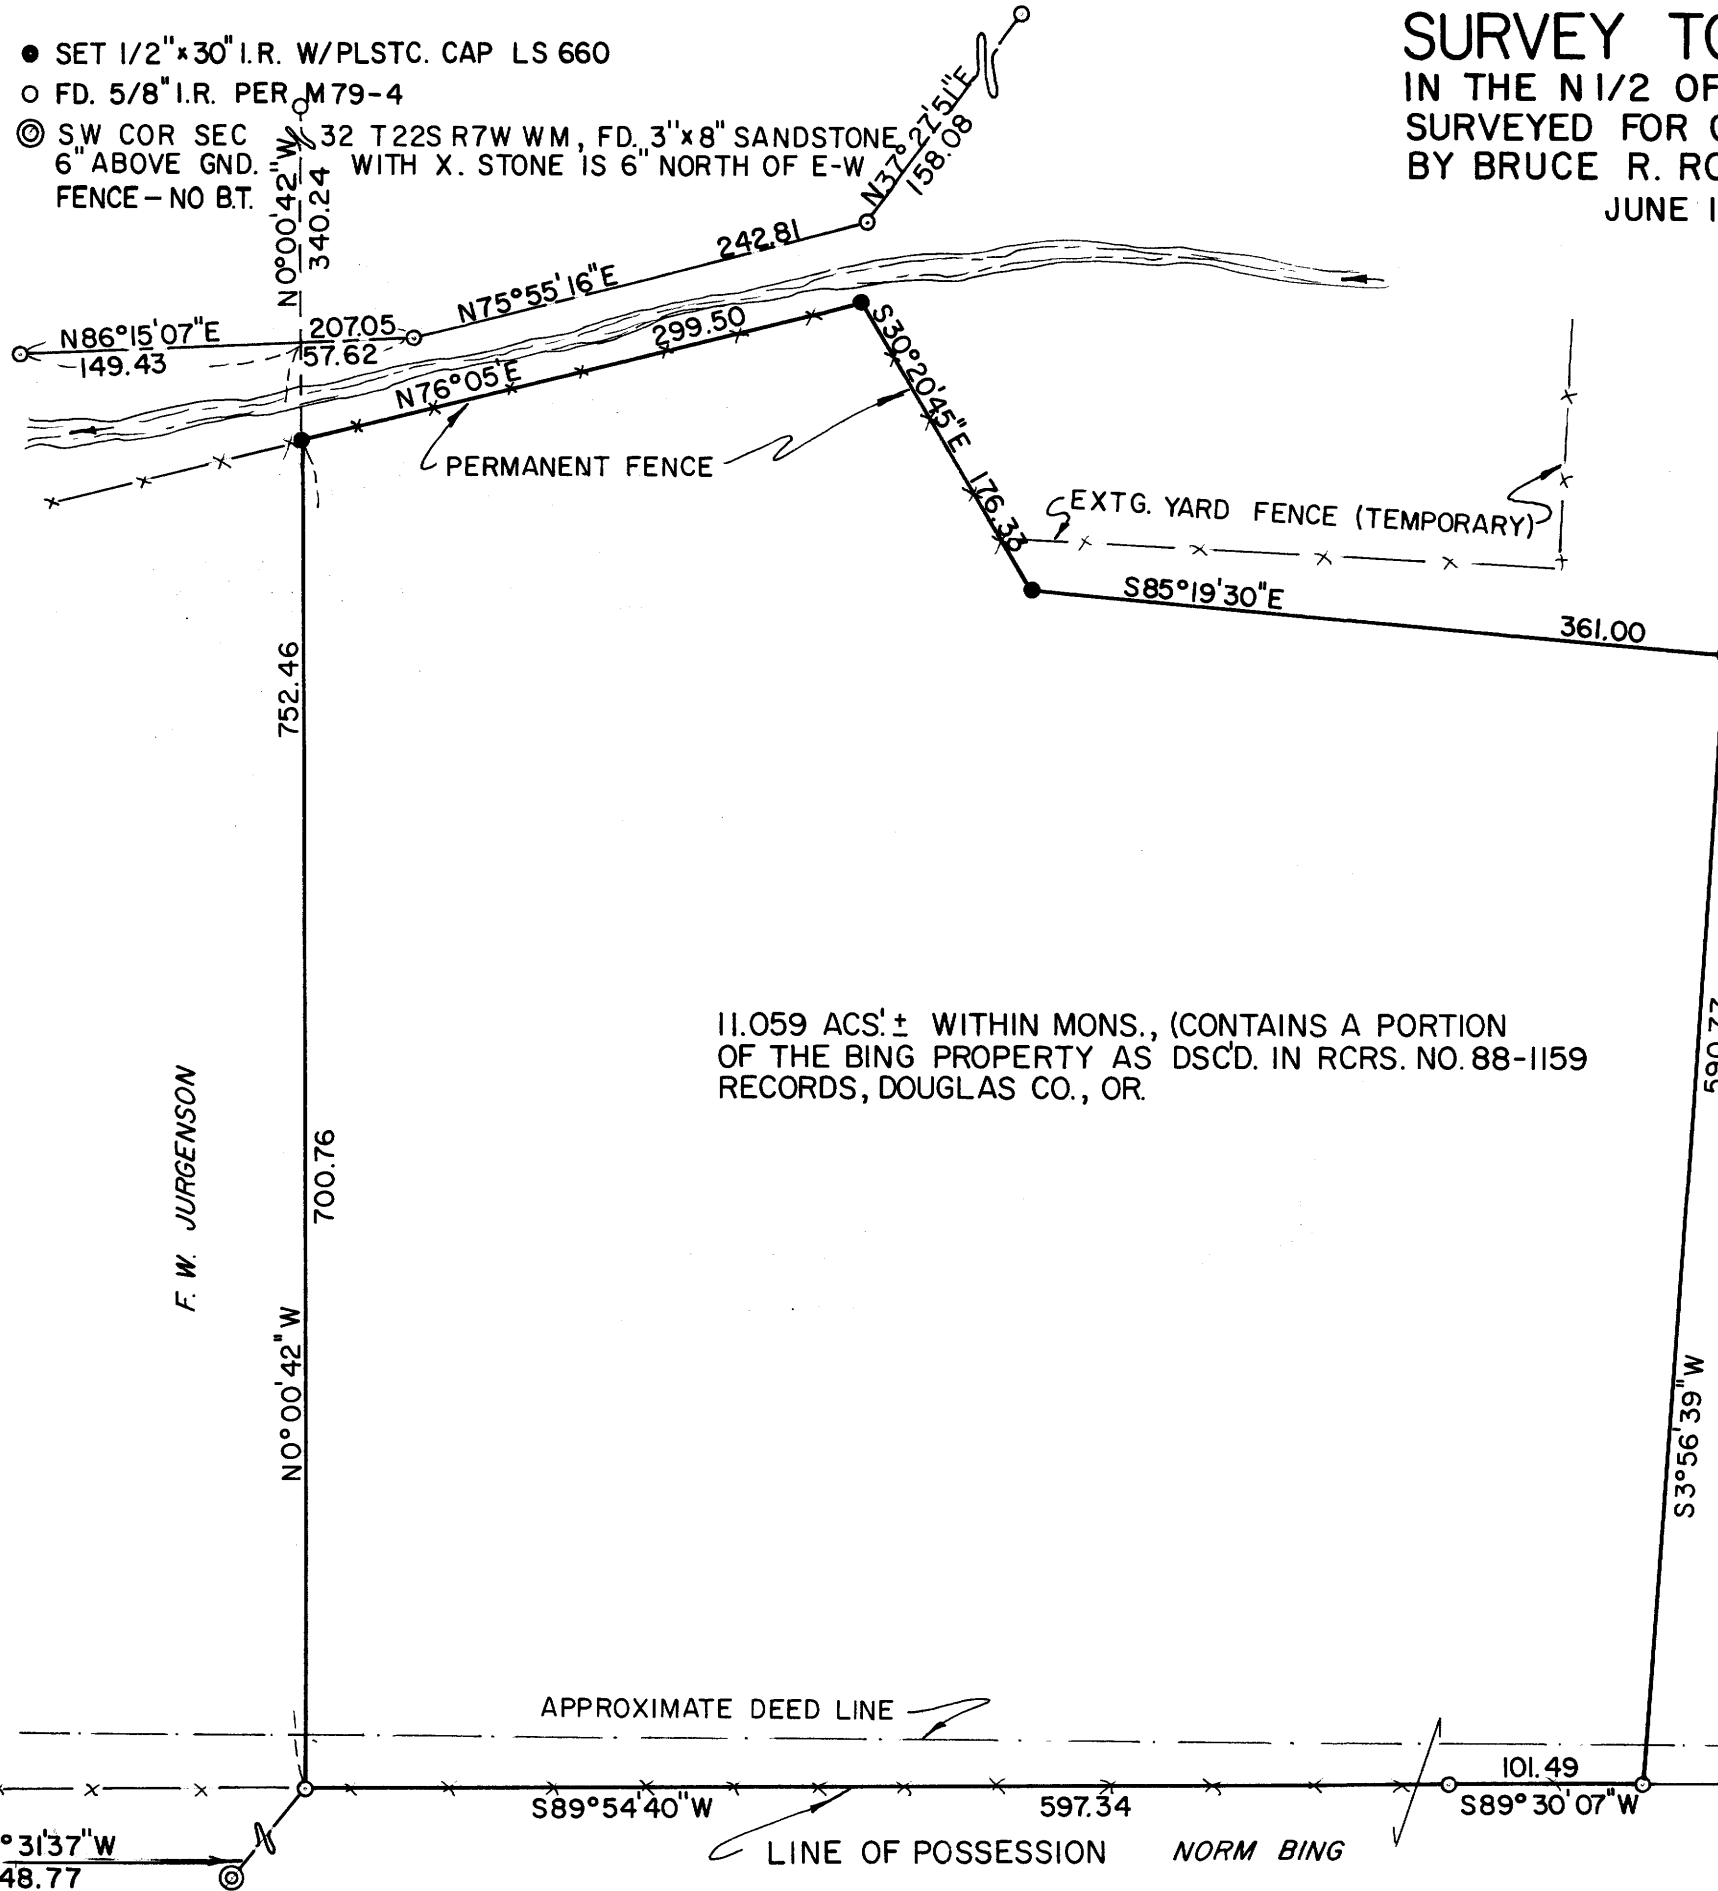 SET 1/2"x30" I.R. W/PLSTC. CAP LS 660
FD. 5/8" I.R. PER M79-4
SW COR SEC 32 T22S R7W WM, FD. 3"x8" SANDSTONE
6" ABOVE GND. WITH X. STONE IS 6" NORTH OF E-W
FENCE - NO B.T.
SURVEY TO
IN THE N 1/2 OF
SURVEYED FOR
BY BRUCE R. RO
JUNE 1
N0°00'42"W
340.24
N37°27'51"E
158.08
242.81
N75°55'16"E
N86°15'07"E
149.43
207.05
57.62
299.50
N76°05'E
S30°20'45"E 176.33
PERMANENT FENCE
EXTG. YARD FENCE (TEMPORARY)
S85°19'30"E
361.00
752.46
11.059 ACS.± WITHIN MONS., (CONTAINS A PORTION
OF THE BING PROPERTY AS DSC'D. IN RCRS. NO. 88-1159
RECORDS, DOUGLAS CO., OR.
590.77
F. W. JURGENSON
700.76
N0°00'42"W
S3°56'39"W
APPROXIMATE DEED LINE
101.49
S89°54'40"W
597.34
S89°30'07"W
LINE OF POSSESSION
NORM BING
°31'37"W
48.77